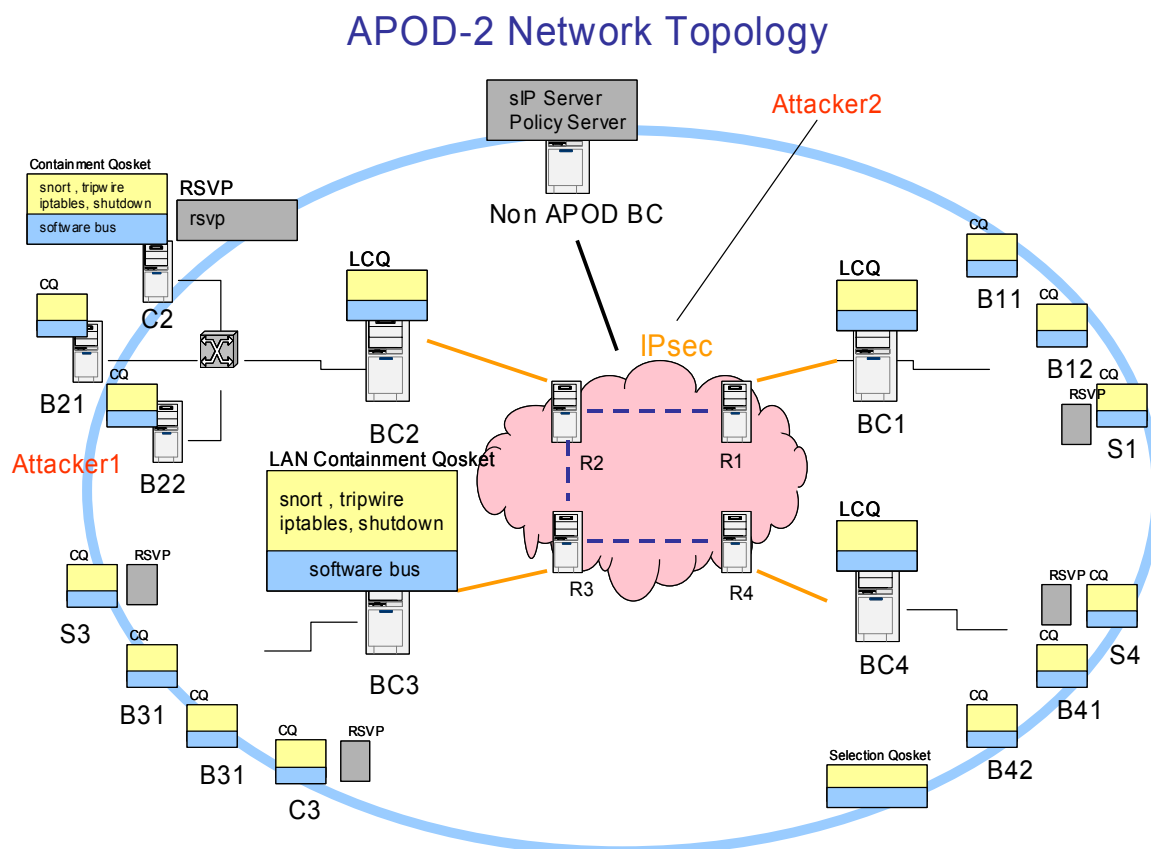 APOD-2 Network Topology
sIP Server
Policy Server
Attacker2
Non APOD BC
Containment Qosket
snort , tripwire
iptables, shutdown
software bus
RSVP
rsvp
C2
CQ
B21
CQ
B22
Attacker1
LCQ
BC2
IPsec
LCQ
BC1
CQ
B11
CQ
B12
CQ
RSVP
S1
R2
R1
R3
R4
LAN Containment Qosket
snort , tripwire
iptables, shutdown
software bus
BC3
LCQ
BC4
CQ
RSVP
S3
CQ
B31
CQ
B31
CQ
RSVP
C3
RSVP
CQ
S4
CQ
B41
CQ
B42
Selection Qosket